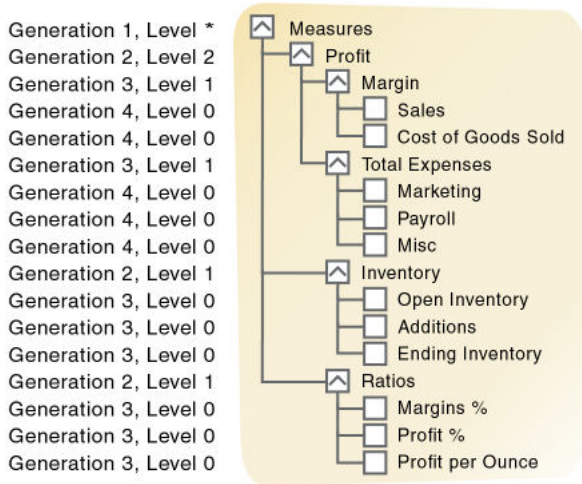 Generation 1, Level * Measures
Generation 2, Level 2 Profit
Generation 3, Level 1 Margin
Generation 4, Level 0 Sales
Generation 4, Level 0 Cost of Goods Sold
Generation 3, Level 1 Total Expenses
Generation 4, Level 0 Marketing
Generation 4, Level 0 Payroll
Generation 4, Level 0 Misc
Generation 2, Level 1 Inventory
Generation 3, Level 0 Open Inventory
Generation 3, Level 0 Additions
Generation 3, Level 0 Ending Inventory
Generation 2, Level 1 Ratios
Generation 3, Level 0 Margins %
Generation 3, Level 0 Profit %
Generation 3, Level 0 Profit per Ounce